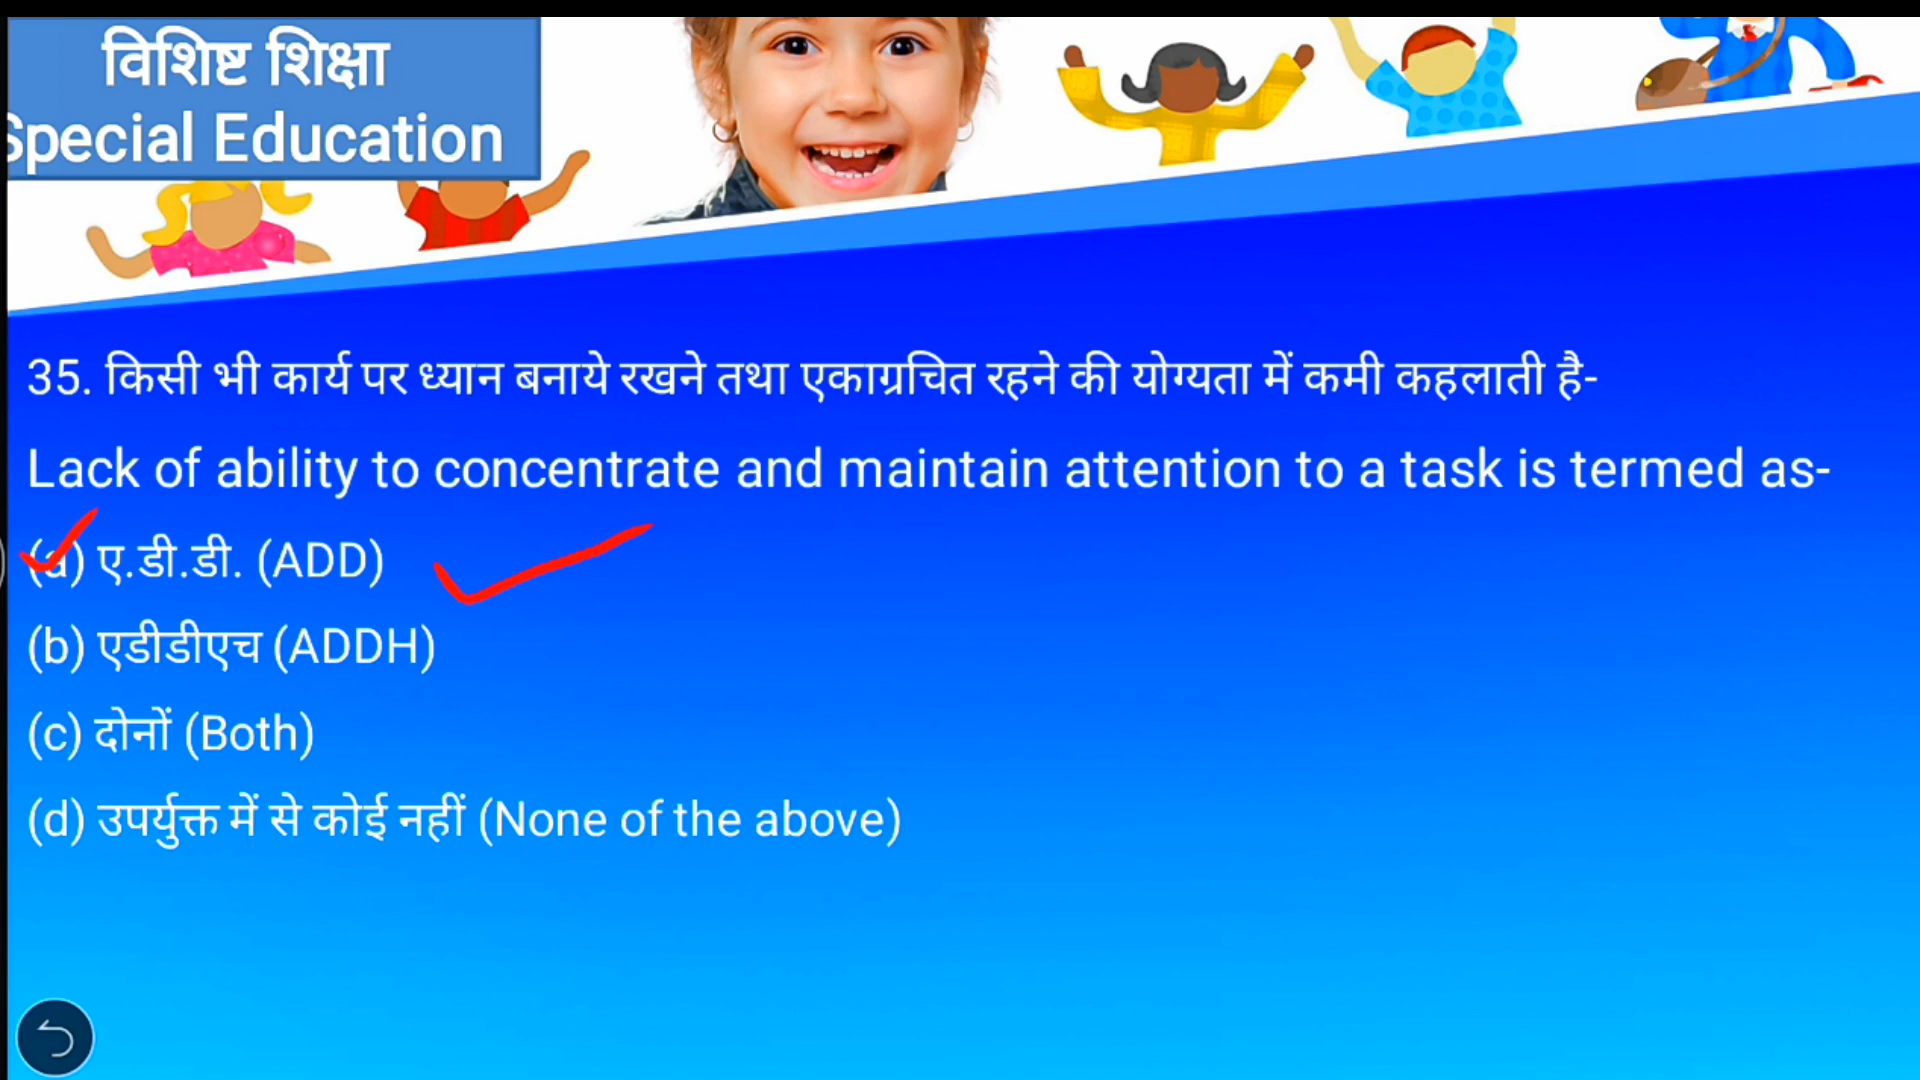 विशिष्ट शिक्षा
Special Education
35. किसी भी कार्य पर ध्यान बनाये रखने तथा एकाग्रचित रहने की योग्यता में कमी कहलाती है-
Lack of ability to concentrate and maintain attention to a task is termed as-
(a) ए.डी.डी. (ADD)
(b) एडीडीएच (ADDH)
(c) दोनों (Both)
(d) उपर्युक्त में से कोई नहीं (None of the above)